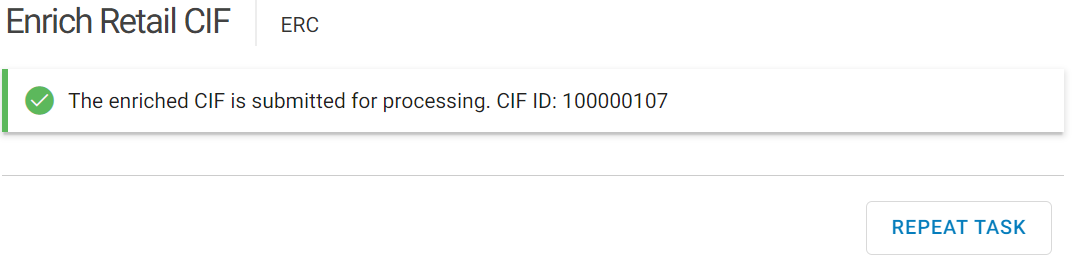 Enrich Retail CIF ERC
The enriched CIF is submitted for processing. CIF ID: 100000107
REPEAT TASK